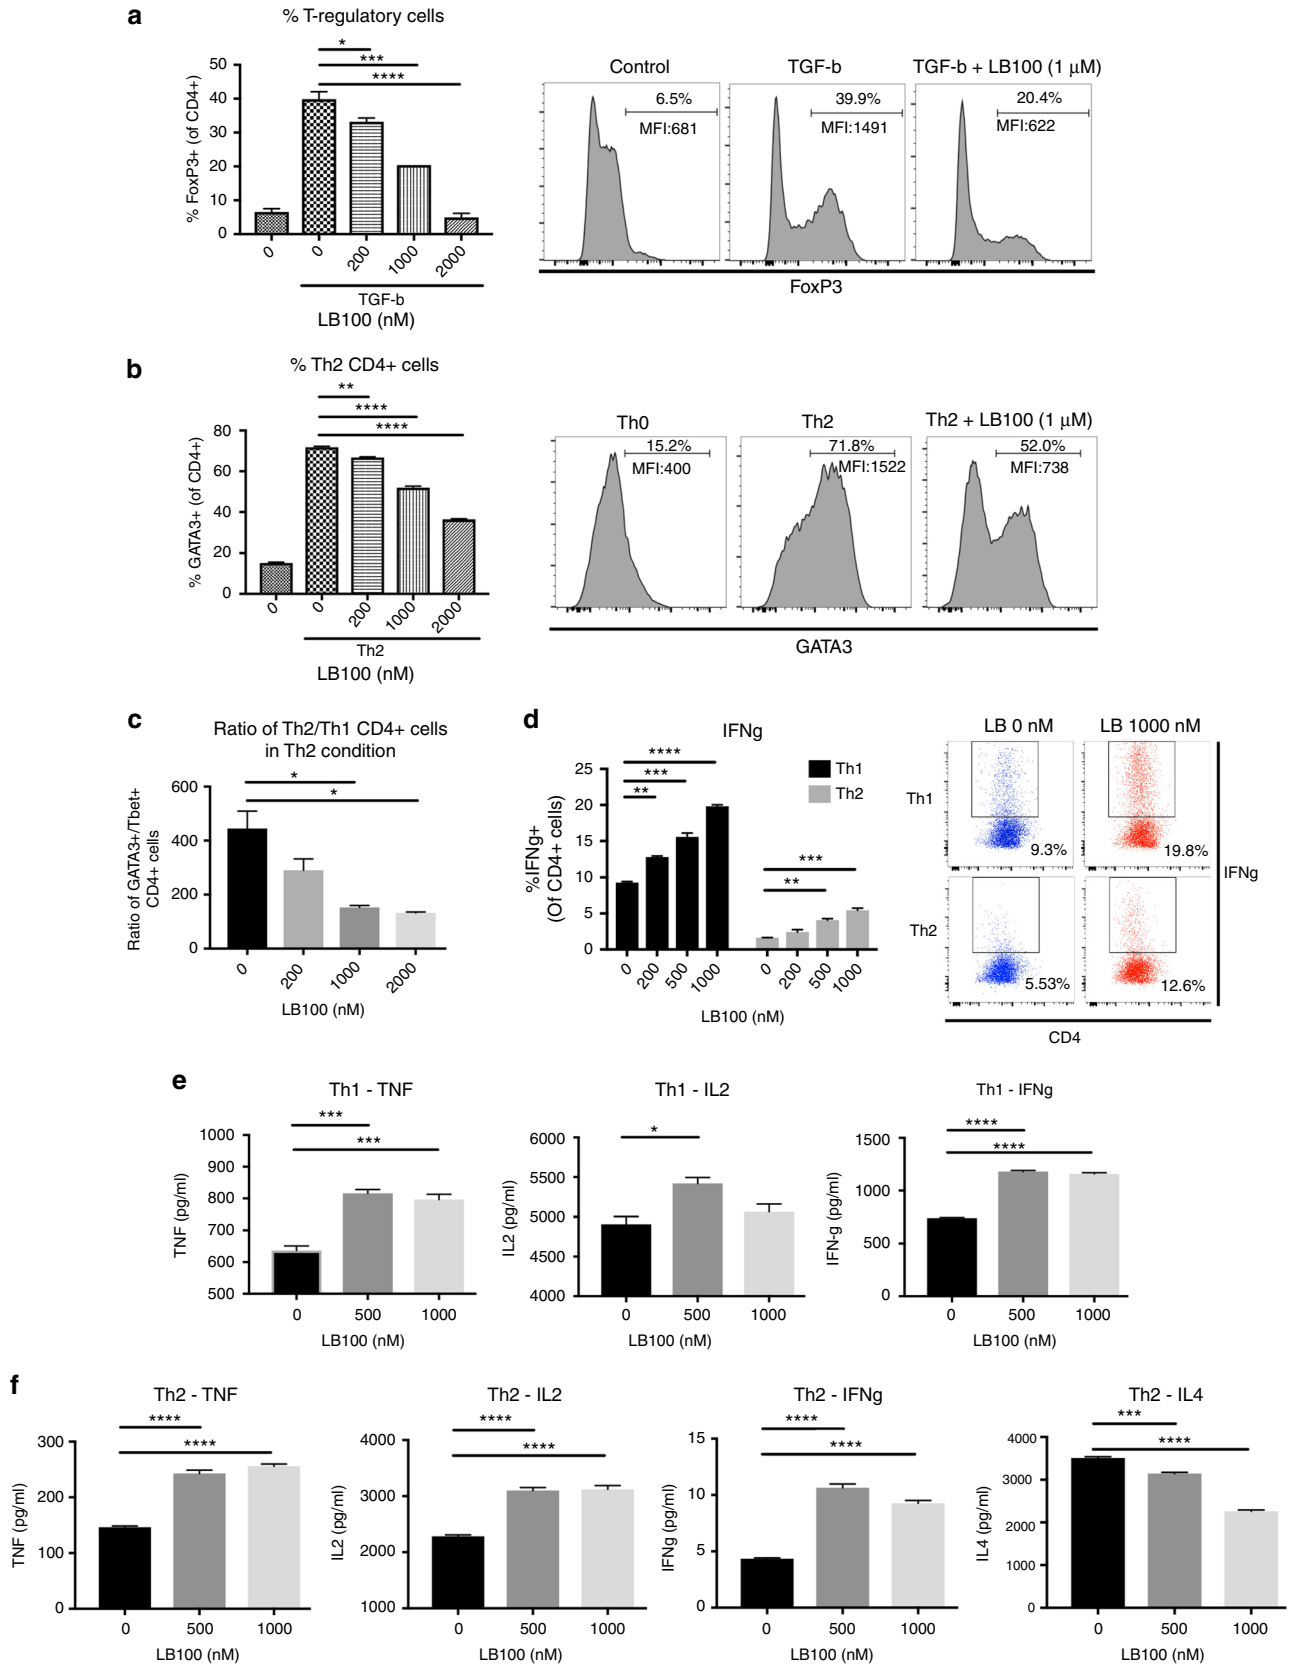 a
% T-regulatory cells
*
***
****
% FoxP3+ (of CD4+)
50
40
30
20
10
0
0
0
200
1000
2000
TGF-b
LB100 (nM)
Control
TGF-b
TGF-b + LB100 (1 μM)
6.5%
MFI:681
39.9%
MFI:1491
20.4%
MFI:622
FoxP3
b
% Th2 CD4+ cells
**
****
****
% GATA3+ (of CD4+)
80
60
40
20
0
0
0
200
1000
2000
Th2
LB100 (nM)
Th0
Th2
Th2 + LB100 (1 μM)
15.2%
MFI:400
71.8%
MFI:1522
52.0%
MFI:738
GATA3
c
Ratio of Th2/Th1 CD4+ cells
in Th2 condition
*
*
Ratio of GATA3+/Tbet+
CD4+ cells
600
400
200
0
0
200
1000
2000
LB100 (nM)
d
IFNg
****
***
**
***
**
Th1
Th2
%IFNg+
(Of CD4+ cells)
25
20
15
10
5
0
0
200
500
1000
0
200
500
1000
LB100 (nM)
LB 0 nM
LB 1000 nM
Th1
9.3%
19.8%
Th2
5.53%
12.6%
IFNg
CD4
e
Th1 - TNF
***
***
TNF (pg/ml)
1000
900
800
700
600
500
0
500
1000
LB100 (nM)
Th1 - IL2
*
IL2 (pg/ml)
6000
5500
5000
4500
4000
0
500
1000
LB100 (nM)
Th1 - IFNg
****
****
IFN-g (pg/ml)
1500
1000
500
0
0
500
1000
LB100 (nM)
f
Th2 - TNF
****
****
TNF (pg/ml)
300
200
100
0
0
500
1000
LB100 (nM)
Th2 - IL2
****
****
IL2 (pg/ml)
4000
3000
2000
1000
0
500
1000
LB100 (nM)
Th2 - IFNg
****
****
IFNg (pg/ml)
15
10
5
0
0
500
1000
LB100 (nM)
Th2 - IL4
***
****
IL4 (pg/ml)
4000
3000
2000
1000
0
0
500
1000
LB100 (nM)